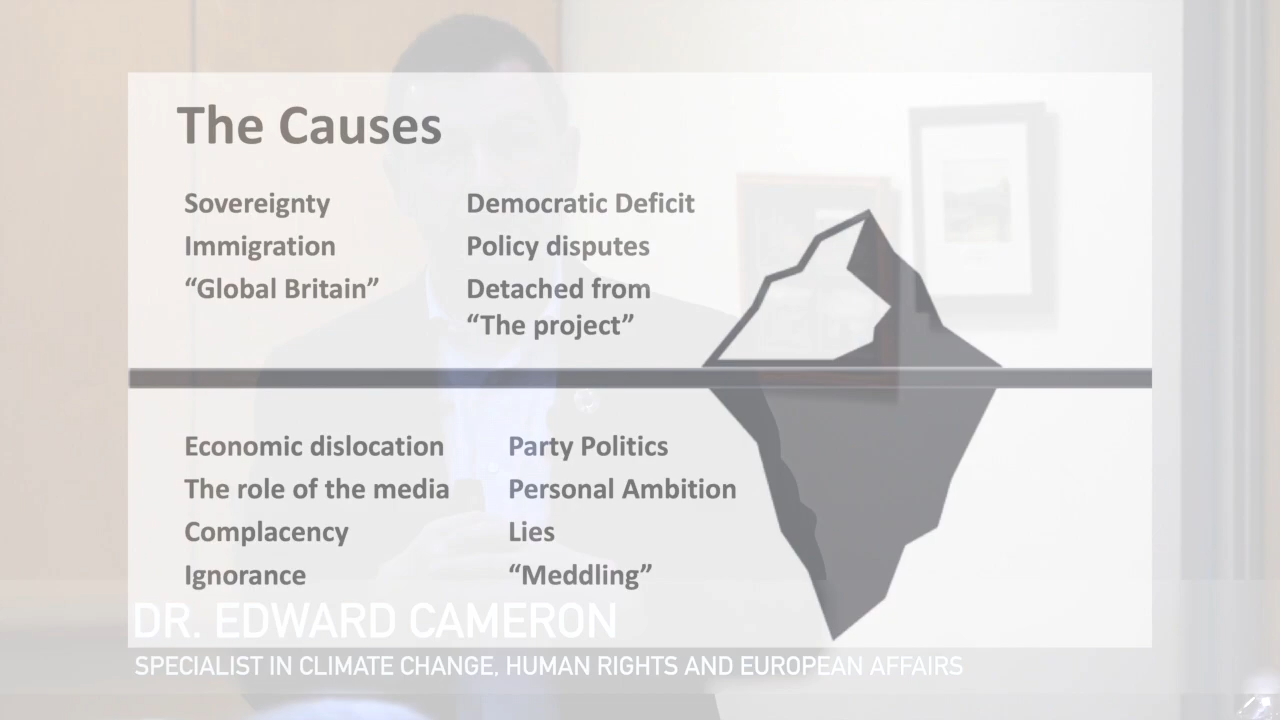 The Causes
Sovereignty
Immigration
“Global Britain”
Democratic Deficit
Policy disputes
Detached from
“The project”
Economic dislocation
The role of the media
Complacency
Ignorance
Party Politics
Personal Ambition
Lies
“Meddling”
DR. EDWARD CAMERON
SPECIALIST IN CLIMATE CHANGE, HUMAN RIGHTS AND EUROPEAN AFFAIRS